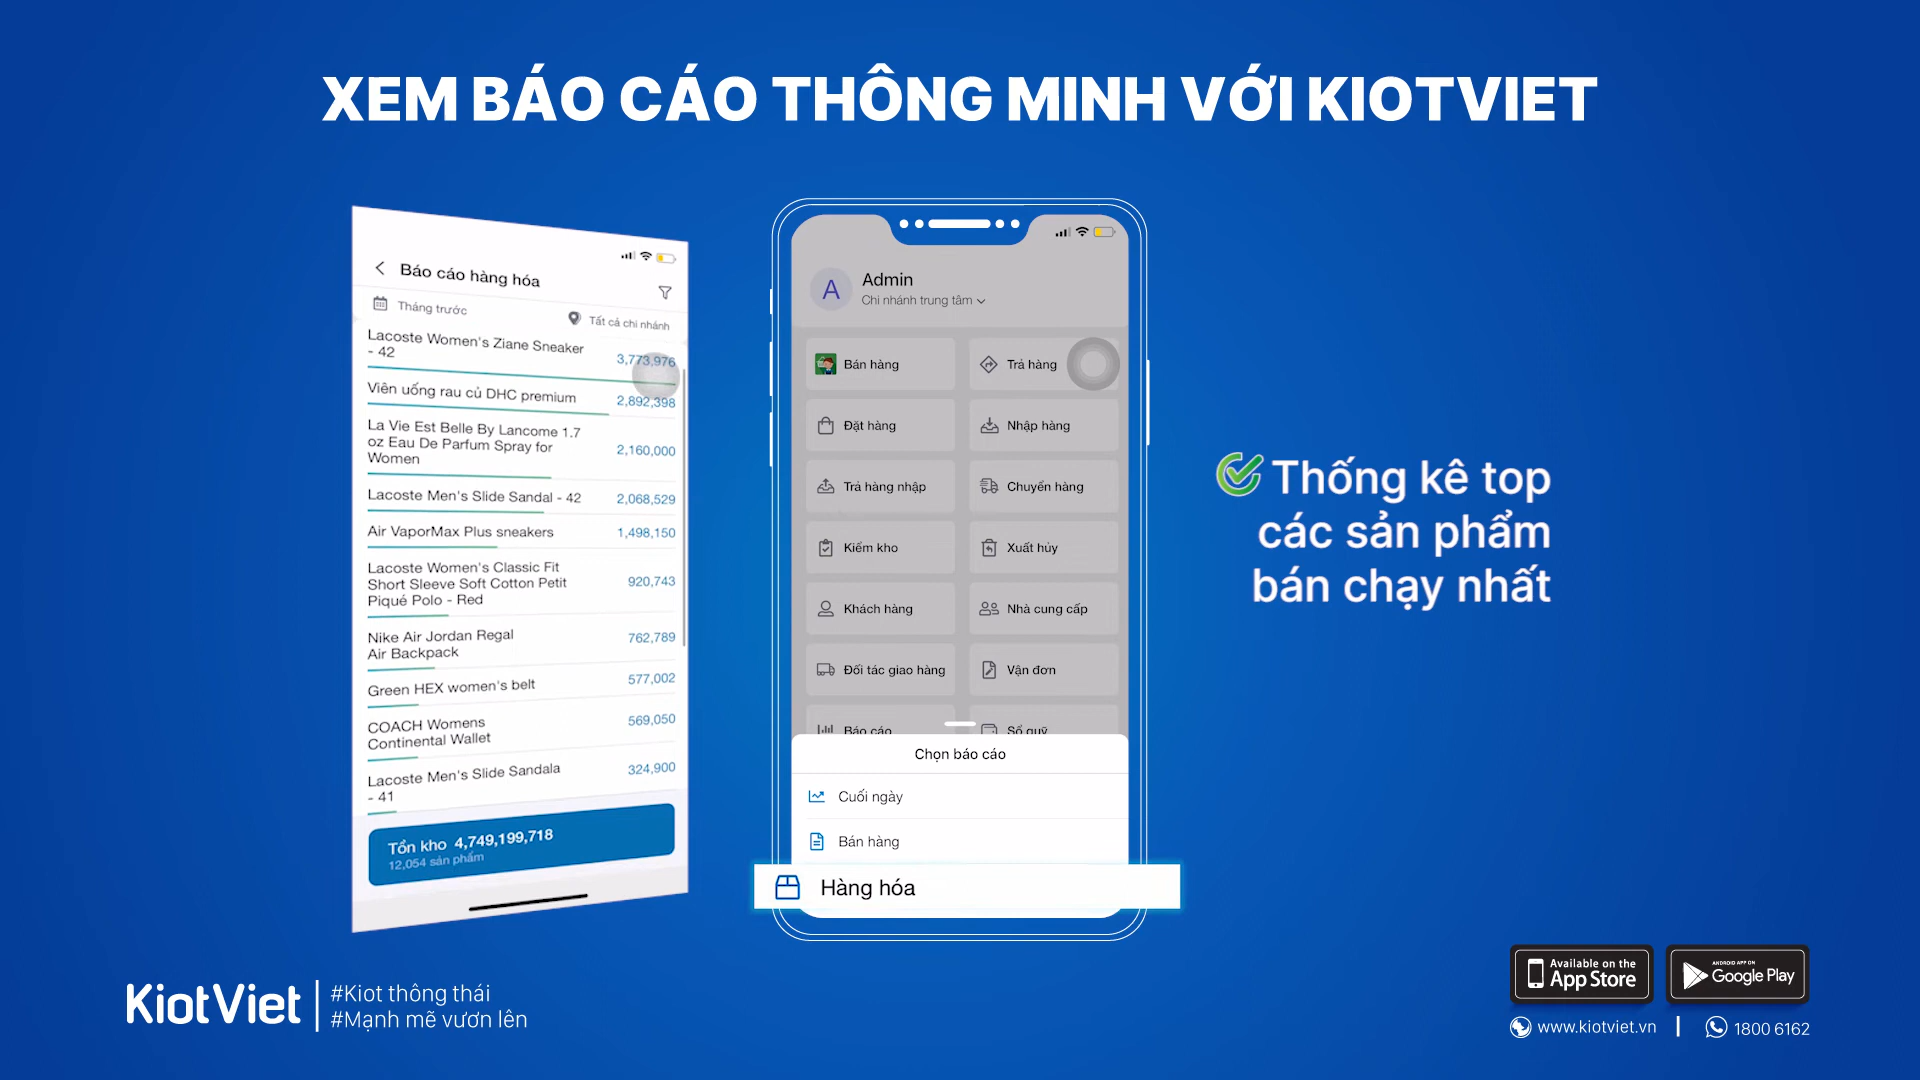 XEM BÁO CÁO THÔNG MINH VỚI KIOTVIET
Báo cáo hàng hóa
Tháng trước
Tất cả chi nhánh
Lacoste Women's Ziane Sneaker
- 42
3,773,976
Viên uống rau củ DHC premium
2,892,398
La Vie Est Belle By Lancome 1.7
oz Eau De Parfum Spray for
Women
2,160,000
Lacoste Men's Slide Sandal - 42
2,068,529
Air VaporMax Plus sneakers
1,498,150
Lacoste Women's Classic Fit
Short Sleeve Soft Cotton Petit
Piqué Polo - Red
920,743
Nike Air Jordan Regal
Air Backpack
762,789
Green HEX women's belt
577,002
COACH Womens
Continental Wallet
569,050
Lacoste Men's Slide Sandala
- 41
324,900
Tồn kho 4,749,199,718
12,054 sản phẩm
A
Admin
Chi nhánh trung tâm
Bán hàng
Trả hàng
Đặt hàng
Nhập hàng
Trả hàng nhập
Chuyển hàng
Kiểm kho
Xuất hủy
Khách hàng
Nhà cung cấp
Đối tác giao hàng
Vận đơn
Báo cáo
Sổ quỹ
Chọn báo cáo
Cuối ngày
Bán hàng
Hàng hóa
Thống kê top
các sản phẩm
bán chạy nhất
KiotViet
#Kiot thông thái
#Mạnh mẽ vươn lên
Available on the
App Store
ANDROID APP ON
Google Play
www.kiotviet.vn
1800 6162